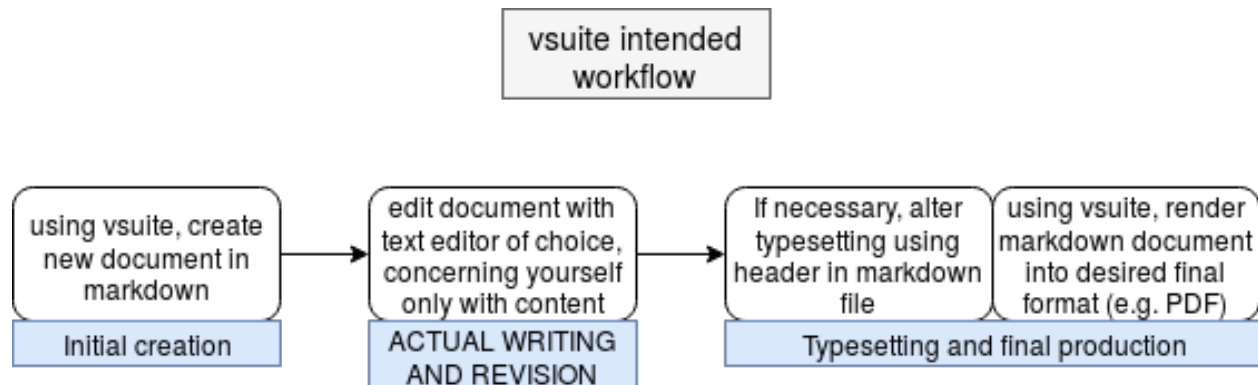 vsuite intended
workflow
using vsuite, create
new document in
markdown
Initial creation
edit document with
text editor of choice,
concerning yourself
only with content
ACTUAL WRITING
AND REVISION
If necessary, alter
typesetting using
header in markdown
file
using vsuite, render
markdown document
into desired final
format (e.g. PDF)
Typesetting and final production